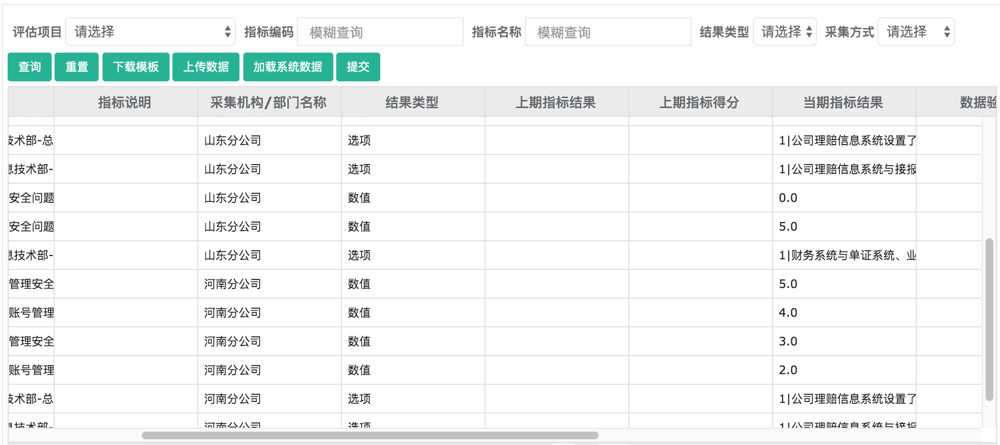 评估项目 请选择 指标编码 模糊查询 指标名称 模糊查询 结果类型 请选择 采集方式 请选择
查询 重置 下载模板 上传数据 加载系统数据 提交
指标说明 采集机构/部门名称 结果类型 上期指标结果 上期指标得分 当期指标结果 数据验
技术部-总 山东分公司 选项 1|公司理赔信息系统设置了
息技术部- 山东分公司 选项 1|公司理赔信息系统与接报
安全问题 山东分公司 数值 0.0
安全问题 山东分公司 数值 5.0
息技术部- 山东分公司 选项 1|财务系统与单证系统、业
管理安全 河南分公司 数值 5.0
账号管理 河南分公司 数值 4.0
管理安全 河南分公司 数值 3.0
账号管理 河南分公司 数值 2.0
技术部-总 河南分公司 选项 1|公司理赔信息系统设置了
息技术部- 河南分公司 选项 1|公司理赔信息系统与接报